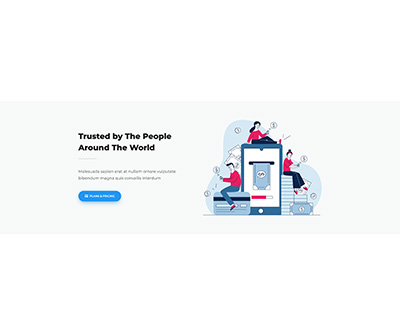 Trusted by The People
Around The World
Malesuada sapien erat at nullam ornare vulputate
bibendum magna quis convallis interdum
PLANS & PRICING